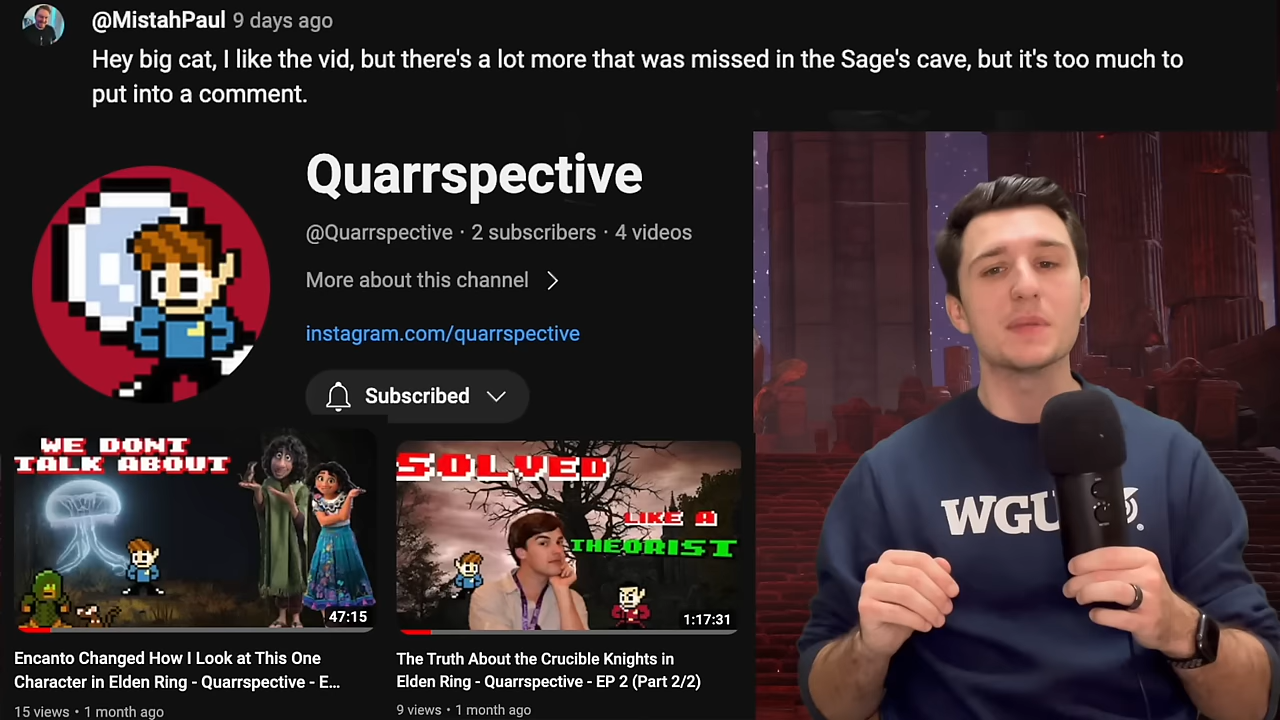 @MistahPaul 9 days ago
Hey big cat, I like the vid, but there's a lot more that was missed in the Sage's cave, but it's too much to
put into a comment.
Quarrspective
@Quarrspective · 2 subscribers · 4 videos
More about this channel
instagram.com/quarrspective
Subscribed
WE DONT
TALK ABOUT
47:15
Encanto Changed How I Look at This One
Character in Elden Ring - Quarrspective - E...
15 views • 1 month ago
SOLVED
LIKE A
THEORIST
1:17:31
The Truth About the Crucible Knights in
Elden Ring - Quarrspective - EP 2 (Part 2/2)
9 views • 1 month ago
WGU